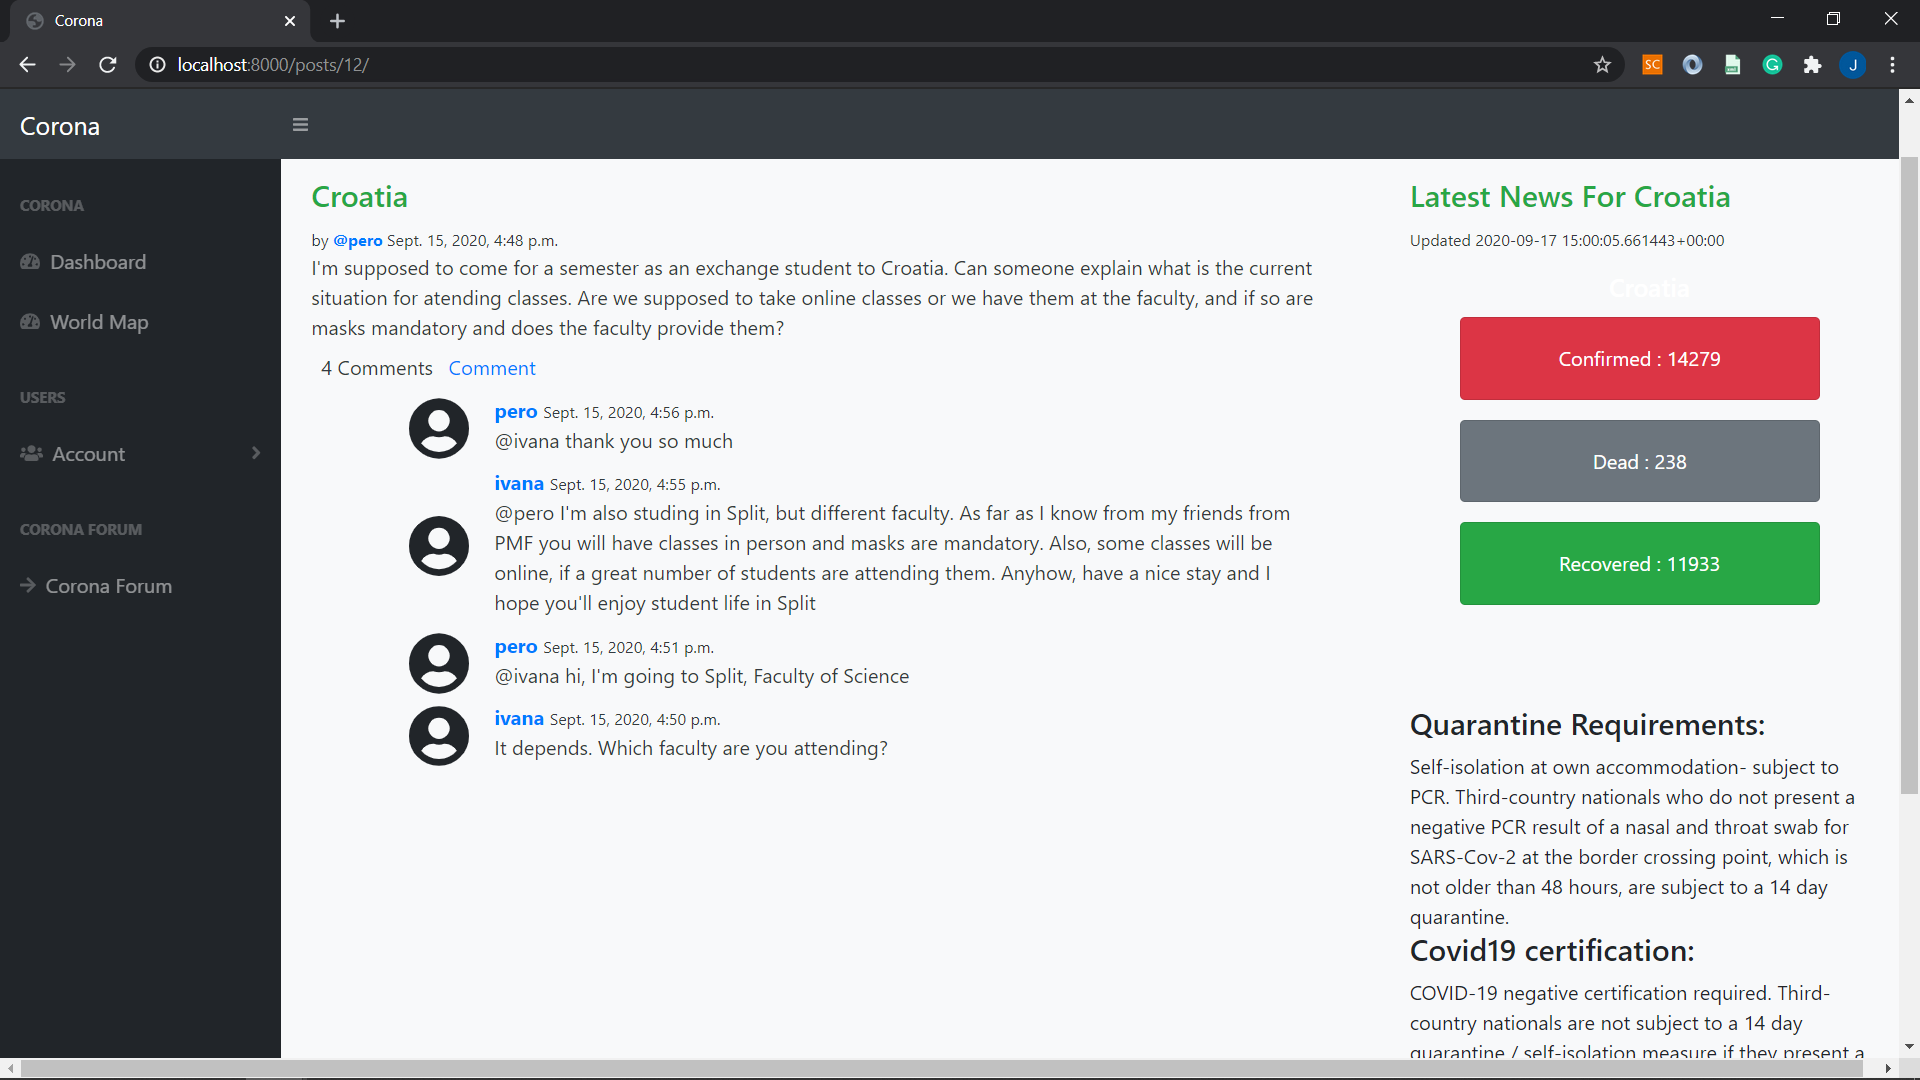 Corona
localhost:8000/posts/12/
SC
J
Corona
CORONA
Dashboard
World Map
USERS
Account
CORONA FORUM
Corona Forum
Croatia
by @pero Sept. 15, 2020, 4:48 p.m.
I'm supposed to come for a semester as an exchange student to Croatia. Can someone explain what is the current
situation for atending classes. Are we supposed to take online classes or we have them at the faculty, and if so are
masks mandatory and does the faculty provide them?
4 Comments Comment
pero Sept. 15, 2020, 4:56 p.m.
@ivana thank you so much
ivana Sept. 15, 2020, 4:55 p.m.
@pero I'm also studing in Split, but different faculty. As far as I know from my friends from
PMF you will have classes in person and masks are mandatory. Also, some classes will be
online, if a great number of students are attending them. Anyhow, have a nice stay and I
hope you'll enjoy student life in Split
pero Sept. 15, 2020, 4:51 p.m.
@ivana hi, I'm going to Split, Faculty of Science
ivana Sept. 15, 2020, 4:50 p.m.
It depends. Which faculty are you attending?
Latest News For Croatia
Updated 2020-09-17 15:00:05.661443+00:00
Croatia
Confirmed : 14279
Dead : 238
Recovered : 11933
Quarantine Requirements:
Self-isolation at own accommodation- subject to
PCR. Third-country nationals who do not present a
negative PCR result of a nasal and throat swab for
SARS-Cov-2 at the border crossing point, which is
not older than 48 hours, are subject to a 14 day
quarantine.
Covid19 certification:
COVID-19 negative certification required. Third-
country nationals are not subject to a 14 day
quarantine / self-isolation measure if they present a